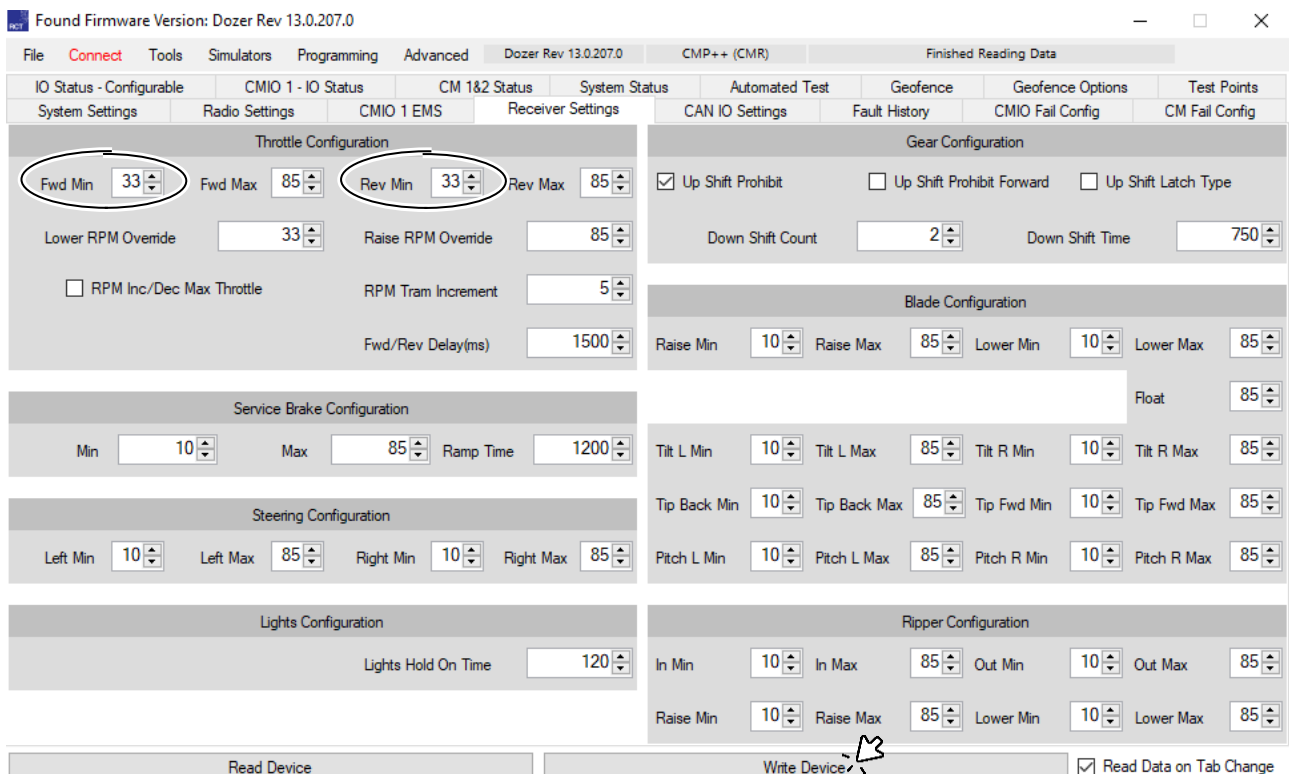 RCT Found Firmware Version: Dozer Rev 13.0.207.0
File Connect Tools Simulators Programming Advanced Dozer Rev 13.0.207.0 CMP++ (CMR) Finished Reading Data
IO Status - Configurable CMIO 1 - IO Status CM 1&2 Status System Status Automated Test Geofence Geofence Options Test Points
System Settings Radio Settings CMIO 1 EMS Receiver Settings CAN IO Settings Fault History CMIO Fail Config CM Fail Config
Throttle Configuration
Fwd Min 33 Fwd Max 85 Rev Min 33 Rev Max 85
Lower RPM Override 33 Raise RPM Override 85
RPM Inc/Dec Max Throttle RPM Tram Increment 5
Fwd/Rev Delay(ms) 1500
Gear Configuration
Up Shift Prohibit Up Shift Prohibit Forward Up Shift Latch Type
Down Shift Count 2 Down Shift Time 750
Service Brake Configuration
Min 10 Max 85 Ramp Time 1200
Steering Configuration
Left Min 10 Left Max 85 Right Min 10 Right Max 85
Lights Configuration
Lights Hold On Time 120
Blade Configuration
Raise Min 10 Raise Max 85 Lower Min 10 Lower Max 85
Float 85
Tilt L Min 10 Tilt L Max 85 Tilt R Min 10 Tilt R Max 85
Tip Back Min 10 Tip Back Max 85 Tip Fwd Min 10 Tip Fwd Max 85
Pitch L Min 10 Pitch L Max 85 Pitch R Min 10 Pitch R Max 85
Ripper Configuration
In Min 10 In Max 85 Out Min 10 Out Max 85
Raise Min 10 Raise Max 85 Lower Min 10 Lower Max 85
Read Device Write Device Read Data on Tab Change